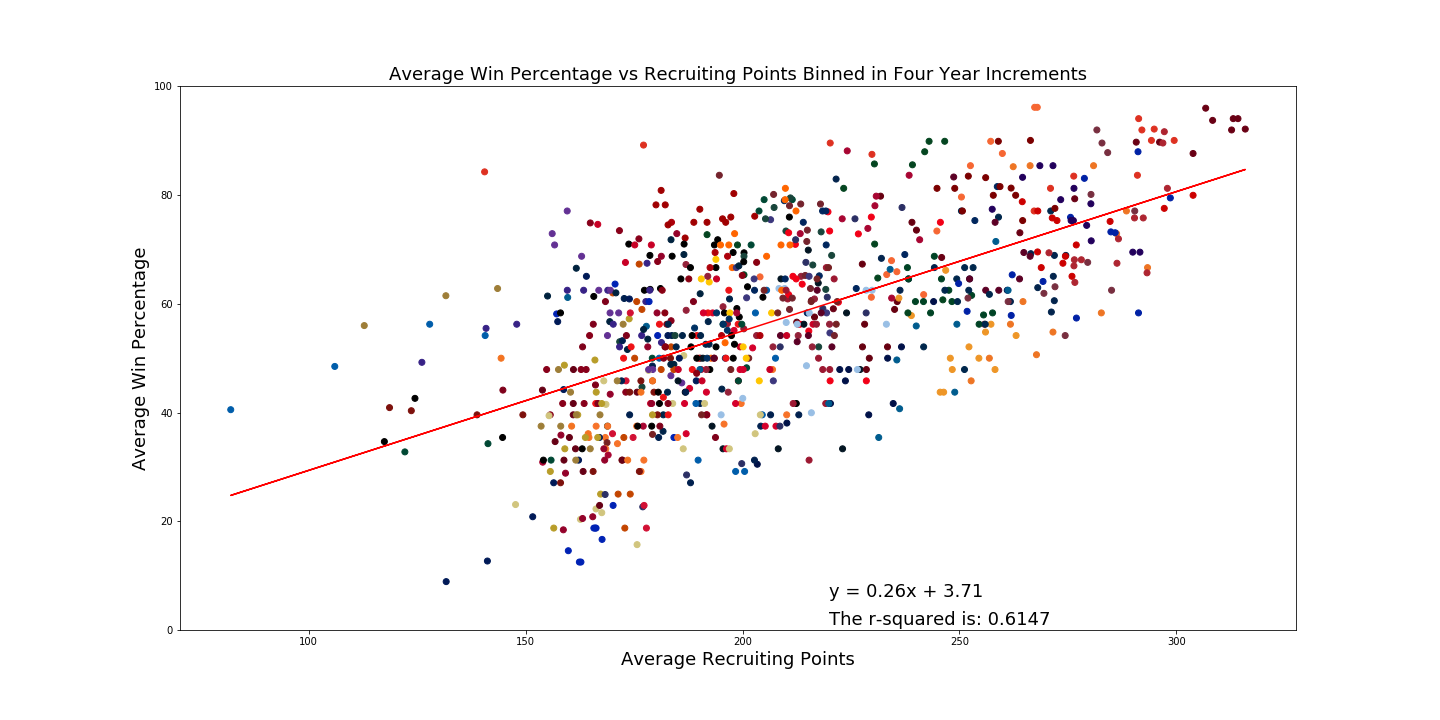 Average Win Percentage vs Recruiting Points Binned in Four Year Increments
100
80
60
40
20
0
Average Win Percentage
y = 0.26x + 3.71
The r-squared is: 0.6147
100 150 200 250 300
Average Recruiting Points